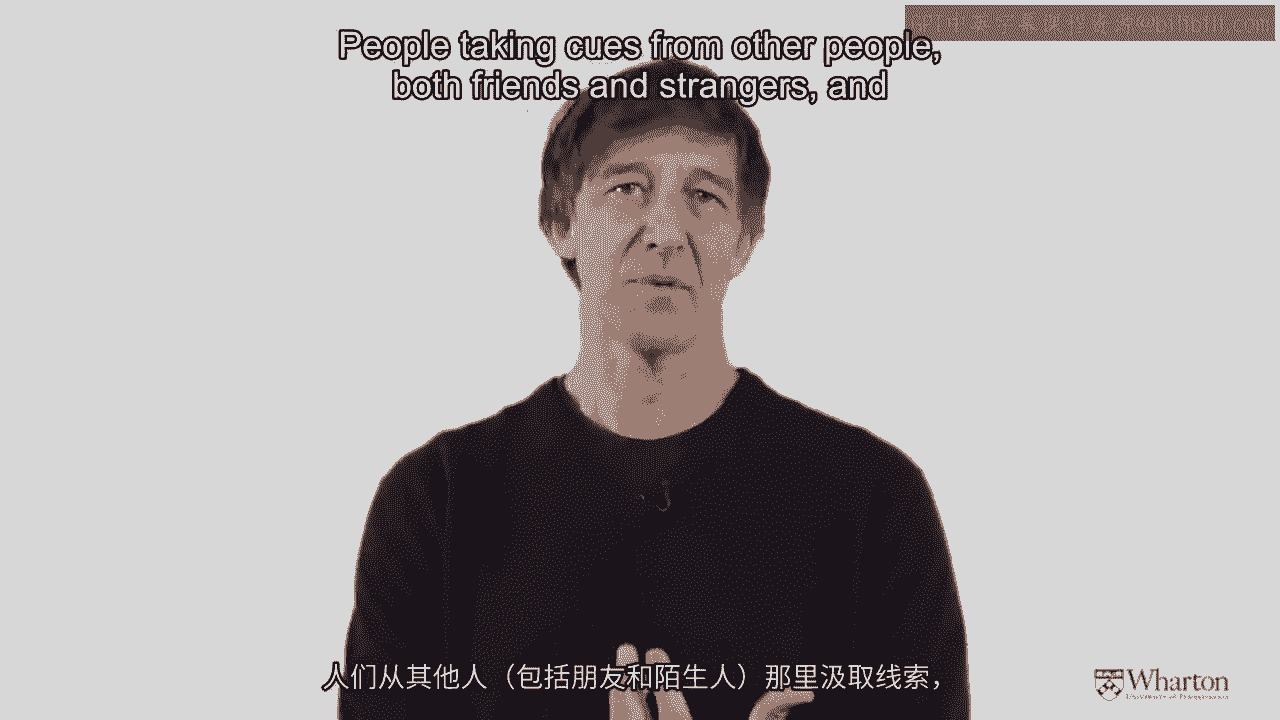 People taking cues from other people,
both friends and strangers, and
人们从其他人（包括朋友和陌生人）那里汲取线索，
Wharton